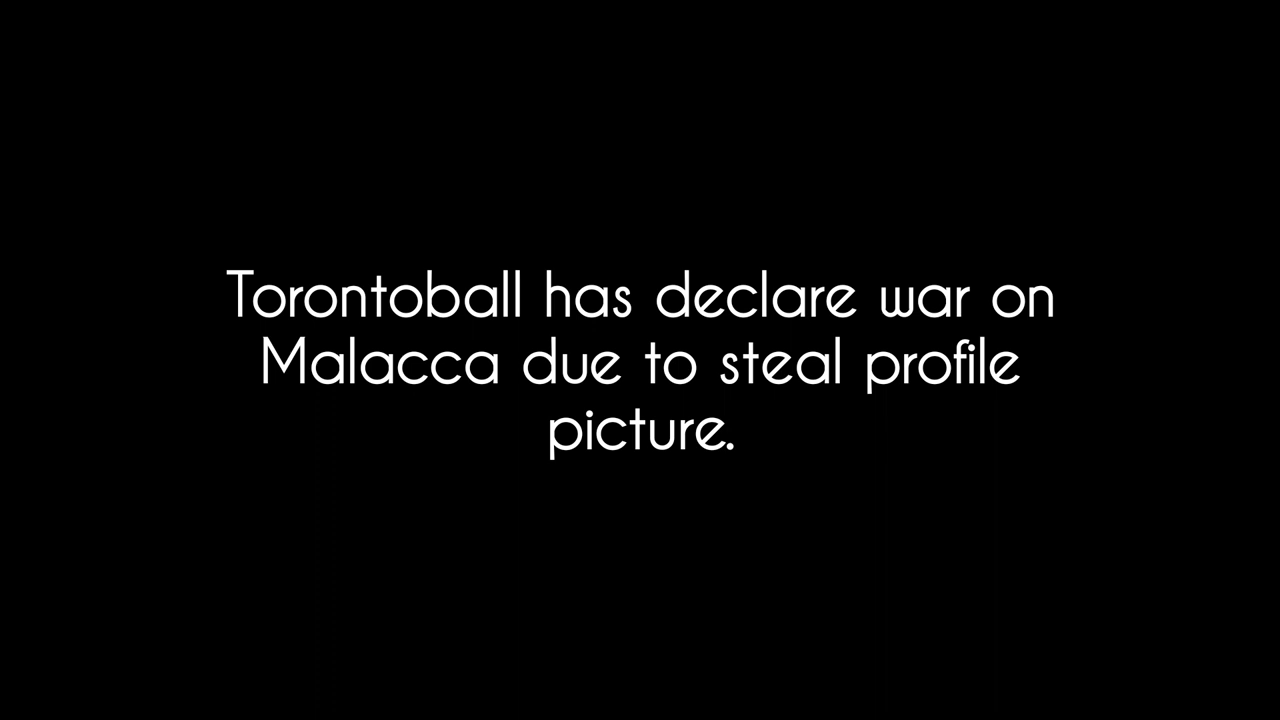 Torontoball has declare war on
Malacca due to steal profile
picture.